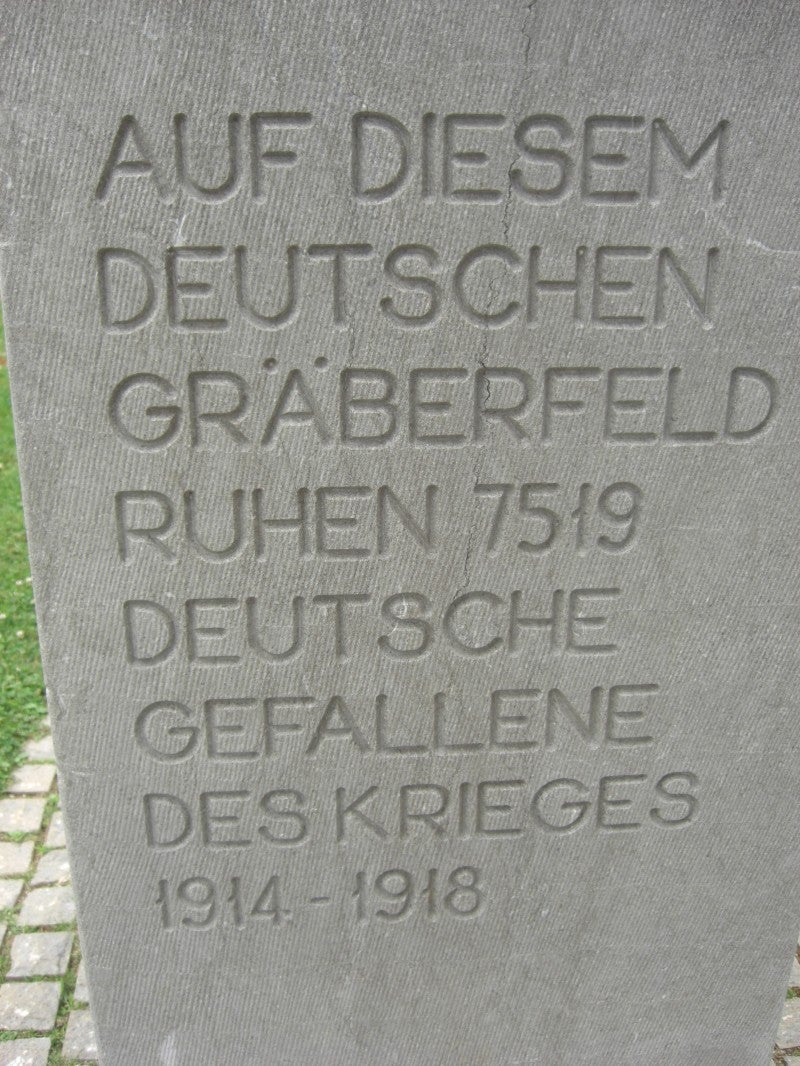 AUF DIESEM
DEUTSCHEN
GRÄBERFELD
RUHEN 7519
DEUTSCHE
GEFALLENE
DES KRIEGES
1914-1918